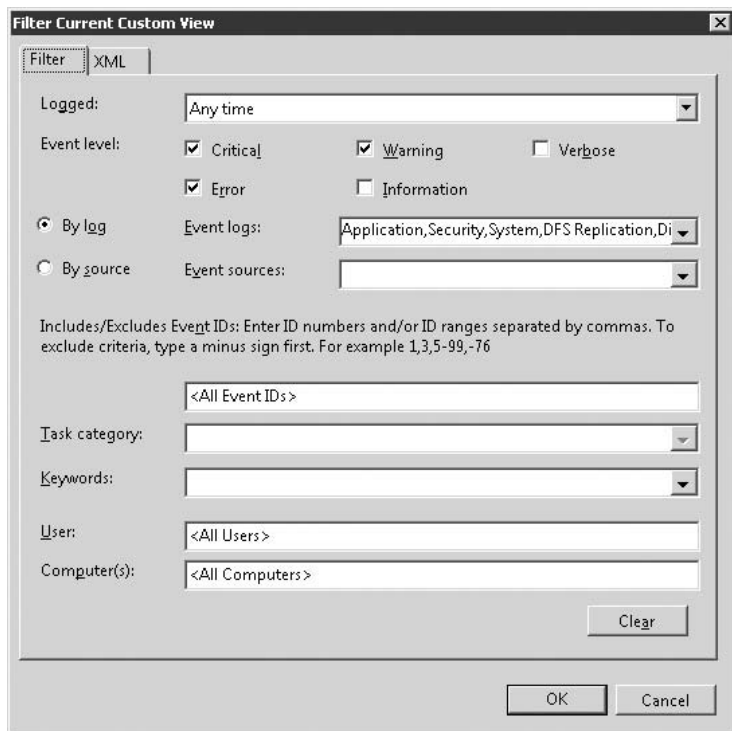 Filter Current Custom View
Filter XML
Logged: Any time
Event level: Critical Warning Verbose
Error Information
By log Event logs: Application,Security,System,DFS Replication,Di
By source Event sources:
Includes/Excludes Event IDs: Enter ID numbers and/or ID ranges separated by commas. To
exclude criteria, type a minus sign first. For example 1,3,5-99,-76
<All Event IDs>
Task category:
Keywords:
User: <All Users>
Computer(s): <All Computers>
Clear
OK Cancel